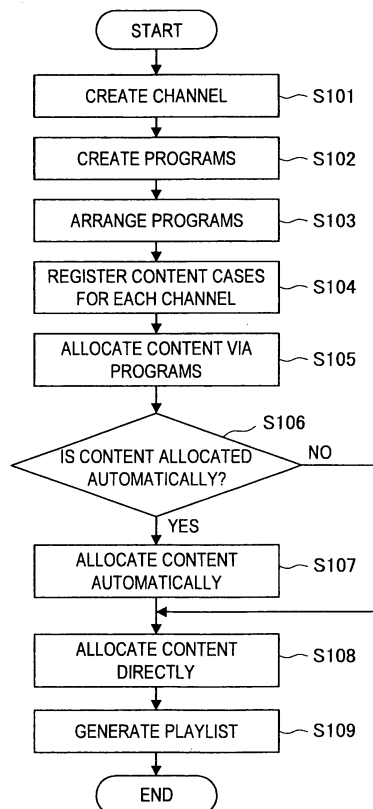 START
CREATE CHANNEL
S101
CREATE PROGRAMS
S102
ARRANGE PROGRAMS
S103
REGISTER CONTENT CASES
FOR EACH CHANNEL
S104
ALLOCATE CONTENT VIA
PROGRAMS
S105
S106
IS CONTENT ALLOCATED
AUTOMATICALLY?
NO
YES
ALLOCATE CONTENT
AUTOMATICALLY
S107
ALLOCATE CONTENT
DIRECTLY
S108
GENERATE PLAYLIST
S109
END